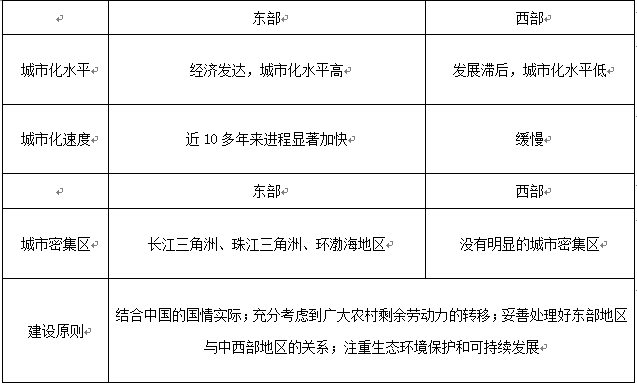 东部 西部
城市化水平 经济发达，城市化水平高 发展滞后，城市化水平低
城市化速度 近10多年来进程显著加快 缓慢
东部 西部
城市密集区 长江三角洲、珠江三角洲、环渤海地区 没有明显的城市密集区
建设原则 结合中国的国情实际；充分考虑到广大农村剩余劳动力的转移；妥善处理好东部地区
与中西部地区的关系；注重生态环境保护和可持续发展